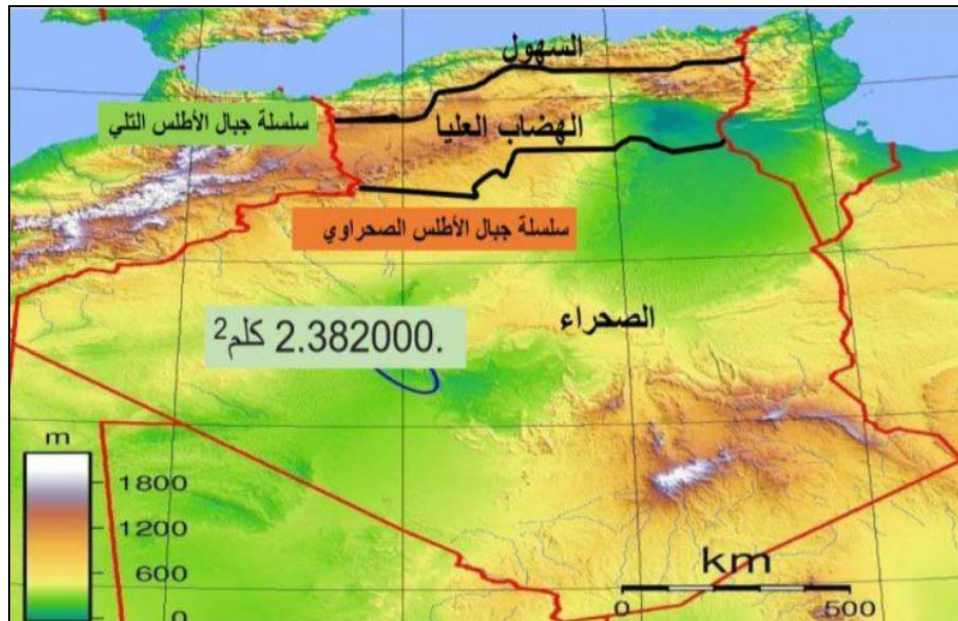 السهول
سلسلة جبال الأطلس التلي
الهضاب العليا
سلسلة جبال الأطلس الصحراوي
الصحراء
2.382000. كلم²
m
1800
1200
600
0
km
0 500